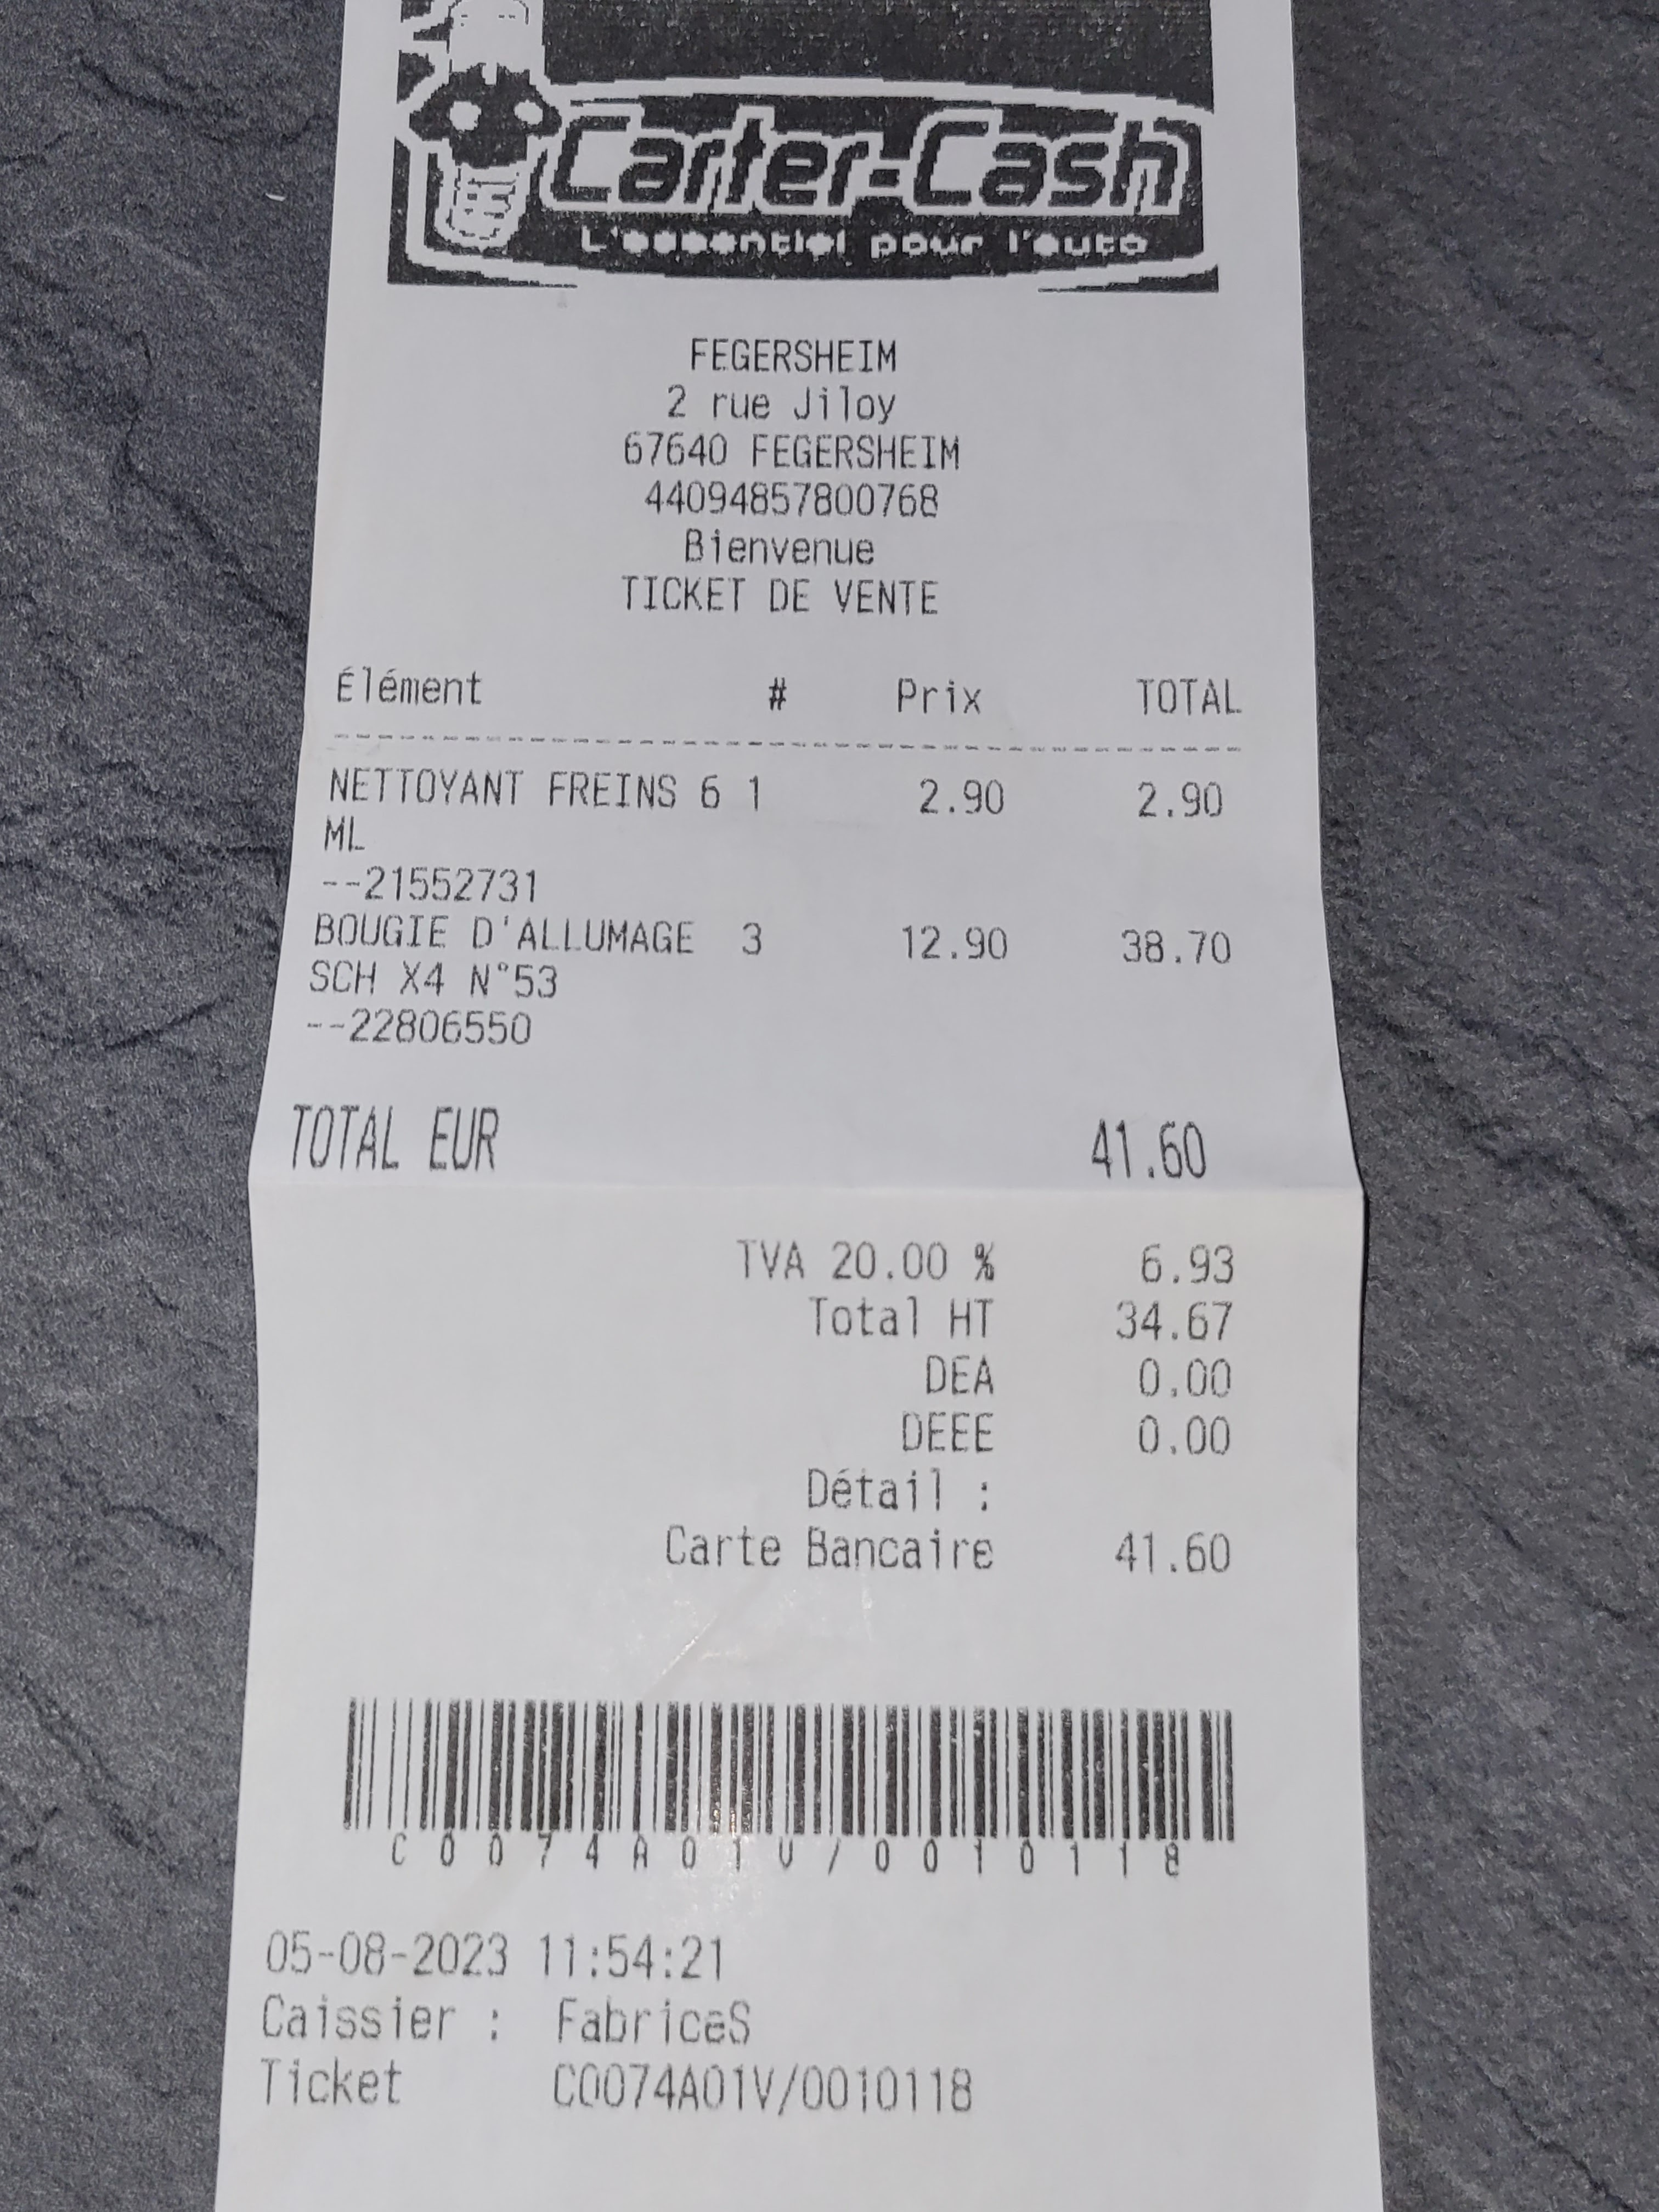 Carter-Cash
L'essentiel pour l'auto
FEGERSHEIM
2 rue Jiloy
67640 FEGERSHEIM
44094857800768
Bienvenue
TICKET DE VENTE
Élément # Prix TOTAL
NETTOYANT FREINS 6 1 2.90 2.90
ML
--21552731
BOUGIE D'ALLUMAGE 3 12.90 38.70
SCH X4 N°53
--22806550
TOTAL EUR 41.60
TVA 20.00 % 6.93
Total HT 34.67
DEA 0.00
DEEE 0.00
Détail :
Carte Bancaire 41.60
C0074A01V/0010118
05-08-2023 11:54:21
Caissier : FabriceS
Ticket C0074A01V/0010118